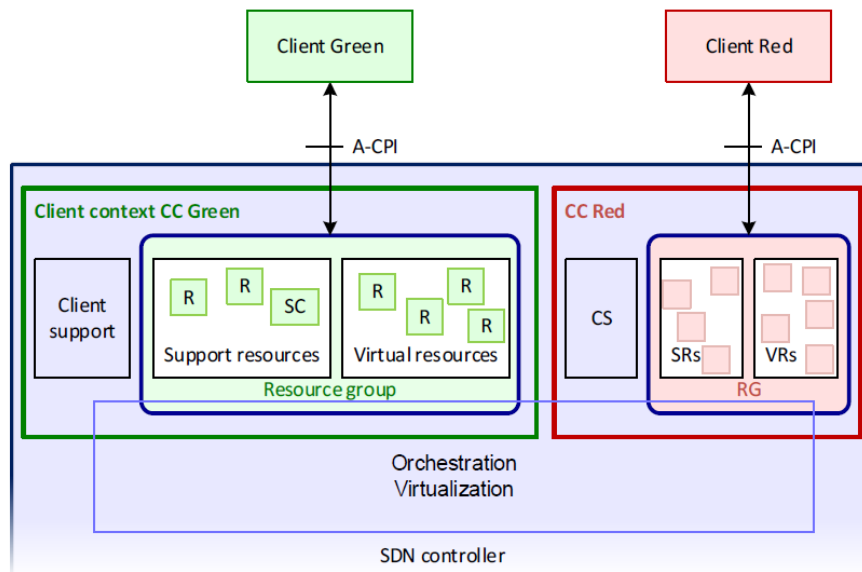 Client Green
Client Red
A-CPI
A-CPI
Client context CC Green
CC Red
Client
support
R
R
SC
Support resources
R
R
R
R
Virtual resources
Resource group
CS
SRs
VRs
RG
Orchestration
Virtualization
SDN controller